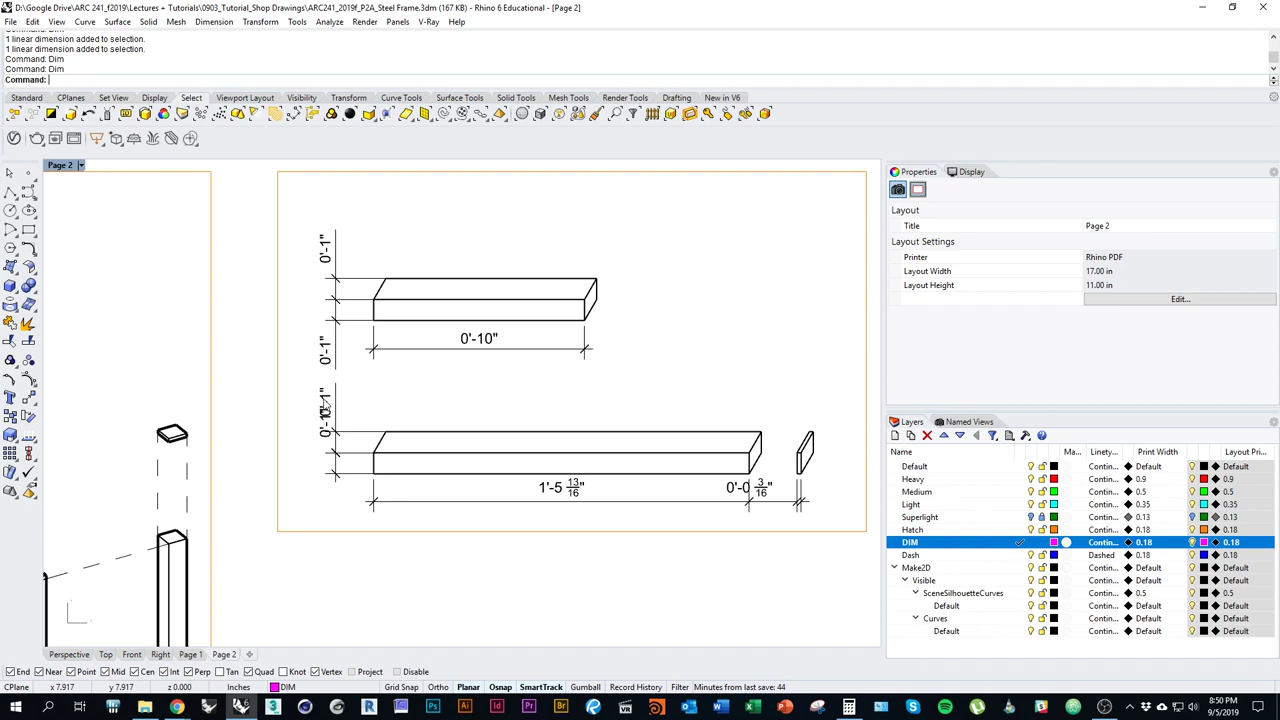 D:\Google Drive\ARC 241_f2019\Lectures + Tutorials\0903_Tutorial_Shop Drawings\ARC241_2019f_P2A_Steel Frame.3dm (167 KB) - Rhino 6 Educational - [Page 2]
File Edit View Curve Surface Solid Mesh Dimension Transform Tools Analyze Render Panels V-Ray Help
1 linear dimension added to selection.
1 linear dimension added to selection.
Command: Dim
Command: Dim
Command:
Standard CPlanes Set View Display Select Viewport Layout Visibility Transform Curve Tools Surface Tools Solid Tools Mesh Tools Render Tools Drafting New in V6
Page 2
0'-1"
0'-1"
0'-10"
0'-1"
1'-5 13/16"
0'-0 3/16"
Properties Display
Layout
Title Page 2
Layout Settings
Printer Rhino PDF
Layout Width 17.00 in
Layout Height 11.00 in
Edit...
Layers Named Views
Name Ma... Linety... Print Width Layout Pri...
Default Contin... Default Default
Heavy Contin... 0.9 0.9
Medium Contin... 0.5 0.5
Light Contin... 0.35 0.35
Superlight Contin... 0.13 0.13
Hatch Contin... 0.18 0.18
DIM Contin... 0.18 0.18
Dash Dashed 0.18 0.18
Make2D Contin... Default Default
Visible Contin... Default Default
SceneSilhouetteCurves Contin... 0.5 0.5
Default Contin... Default Default
Curves Contin... Default Default
Default Contin... Default Default
Perspective Top Front Right Page 1 Page 2
End Near Point Mid Cen Int Perp Tan Quad Knot Vertex Project Disable
CPlane x 7.917 y 7.917 z 0.000 Inches DIM Grid Snap Ortho Planar Osnap SmartTrack Gumball Record History Filter Minutes from last save: 44
8:50 PM
9/5/2019